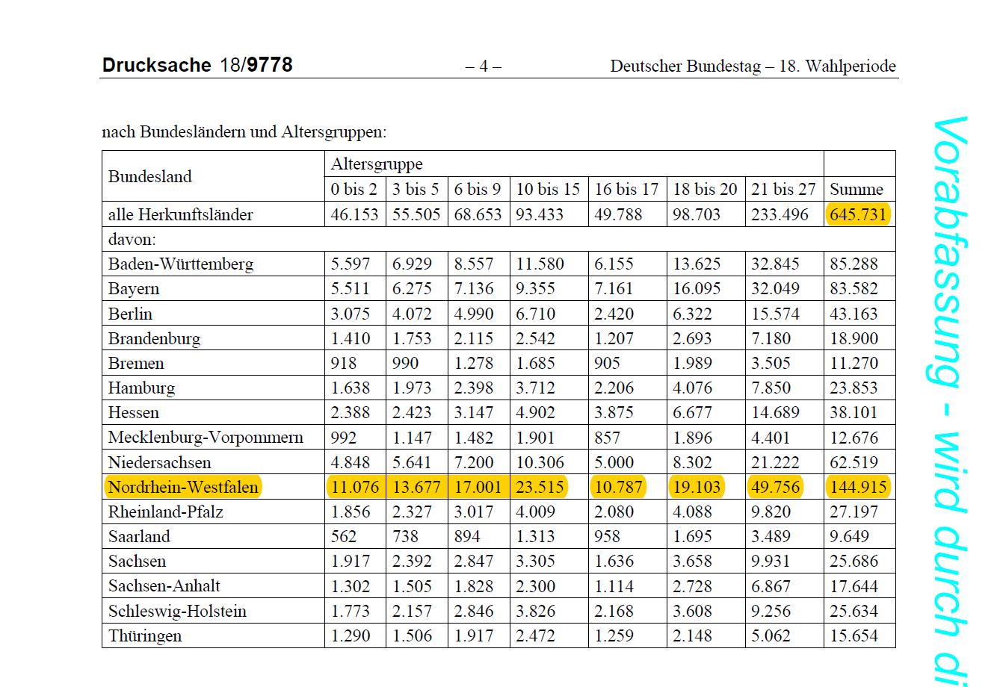 Drucksache 18/9778 – 4 – Deutscher Bundestag – 18. Wahlperiode
nach Bundesländern und Altersgruppen:
Bundesland Altersgruppe
0 bis 2 3 bis 5 6 bis 9 10 bis 15 16 bis 17 18 bis 20 21 bis 27 Summe
alle Herkunftsländer 46.153 55.505 68.653 93.433 49.788 98.703 233.496 645.731
davon:
Baden-Württemberg 5.597 6.929 8.557 11.580 6.155 13.625 32.845 85.288
Bayern 5.511 6.275 7.136 9.355 7.161 16.095 32.049 83.582
Berlin 3.075 4.072 4.990 6.710 2.420 6.322 15.574 43.163
Brandenburg 1.410 1.753 2.115 2.542 1.207 2.693 7.180 18.900
Bremen 918 990 1.278 1.685 905 1.989 3.505 11.270
Hamburg 1.638 1.973 2.398 3.712 2.206 4.076 7.850 23.853
Hessen 2.388 2.423 3.147 4.902 3.875 6.677 14.689 38.101
Mecklenburg-Vorpommern 992 1.147 1.482 1.901 857 1.896 4.401 12.676
Niedersachsen 4.848 5.641 7.200 10.306 5.000 8.302 21.222 62.519
Nordrhein-Westfalen 11.076 13.677 17.001 23.515 10.787 19.103 49.756 144.915
Rheinland-Pfalz 1.856 2.327 3.017 4.009 2.080 4.088 9.820 27.197
Saarland 562 738 894 1.313 958 1.695 3.489 9.649
Sachsen 1.917 2.392 2.847 3.305 1.636 3.658 9.931 25.686
Sachsen-Anhalt 1.302 1.505 1.828 2.300 1.114 2.728 6.867 17.644
Schleswig-Holstein 1.773 2.157 2.846 3.826 2.168 3.608 9.256 25.634
Thüringen 1.290 1.506 1.917 2.472 1.259 2.148 5.062 15.654
Vorabfassung - wird durch di